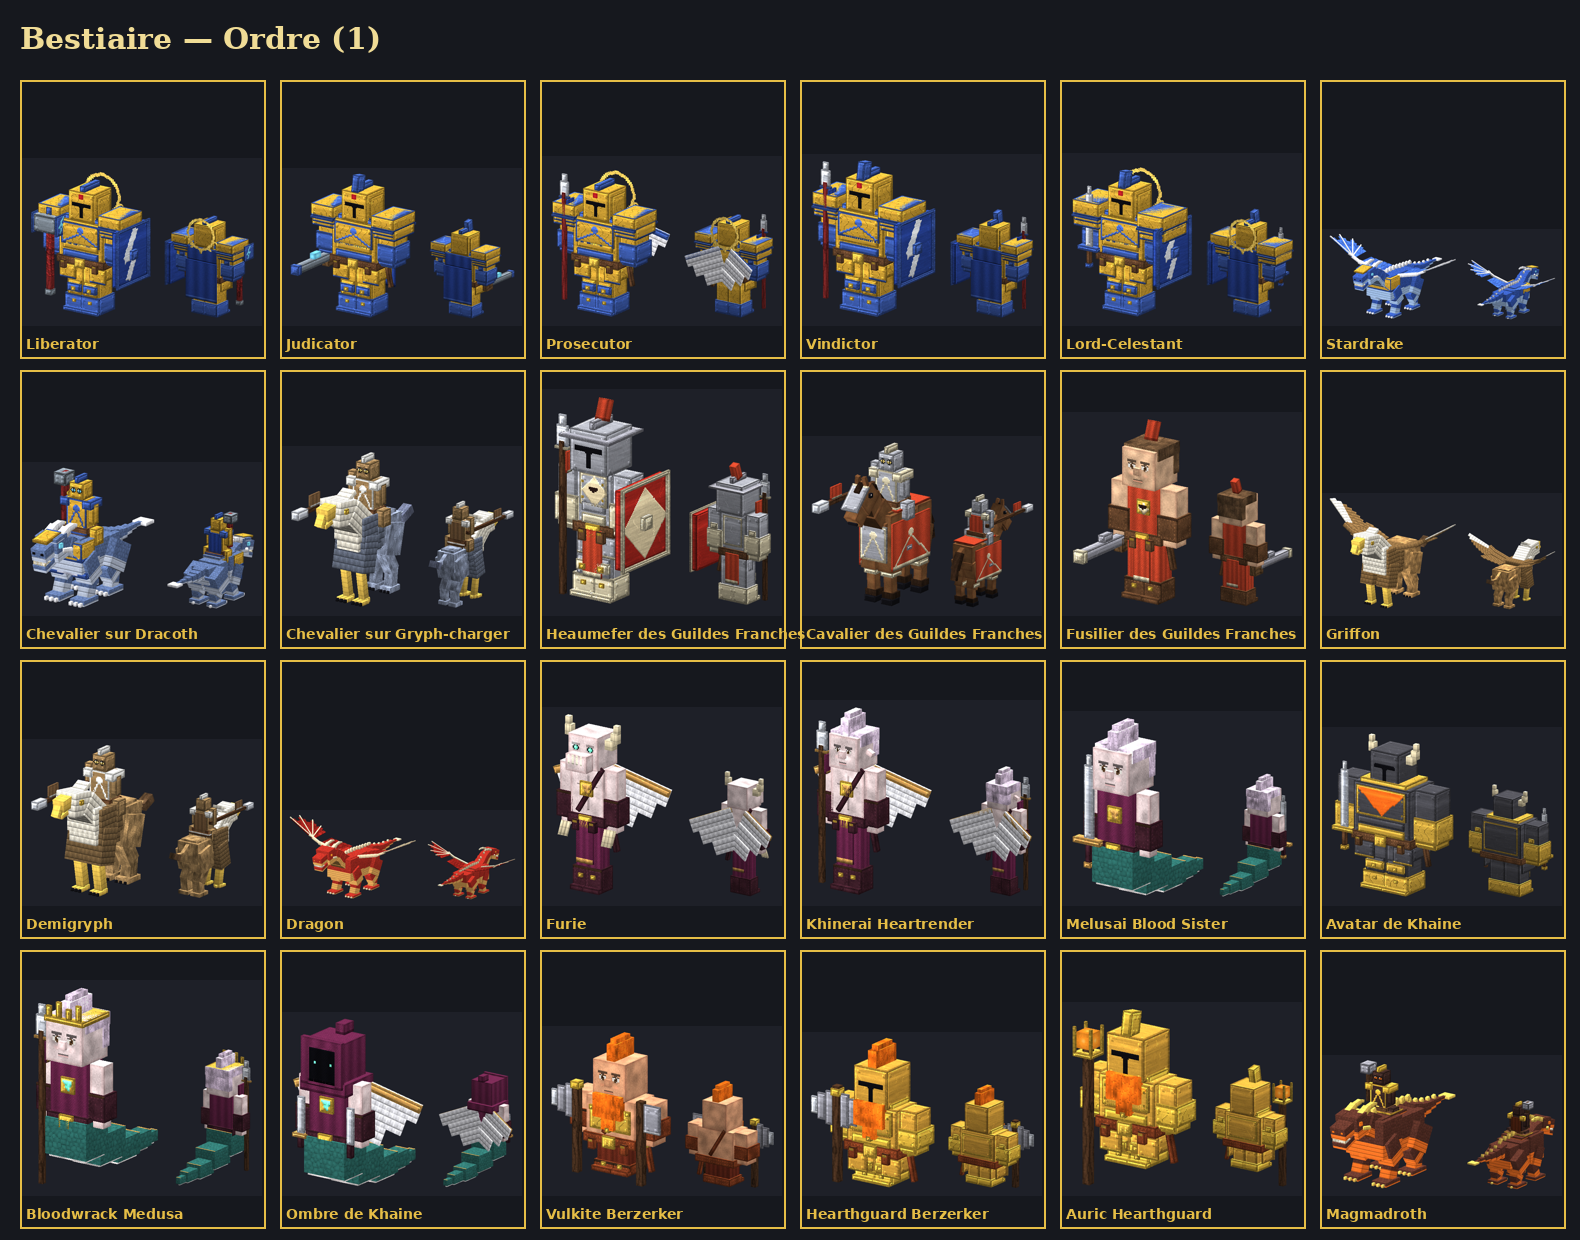 Bestiaire — Ordre (1)
Liberator
Judicator
Prosecutor
Vindictor
Lord-Celestant
Stardrake
Chevalier sur Dracoth
Chevalier sur Gryph-charger
Heaumefer des Guildes Franches
Cavalier des Guildes Franches
Fusilier des Guildes Franches
Griffon
Demigryph
Dragon
Furie
Khinerai Heartrender
Melusai Blood Sister
Avatar de Khaine
Bloodwrack Medusa
Ombre de Khaine
Vulkite Berzerker
Hearthguard Berzerker
Auric Hearthguard
Magmadroth